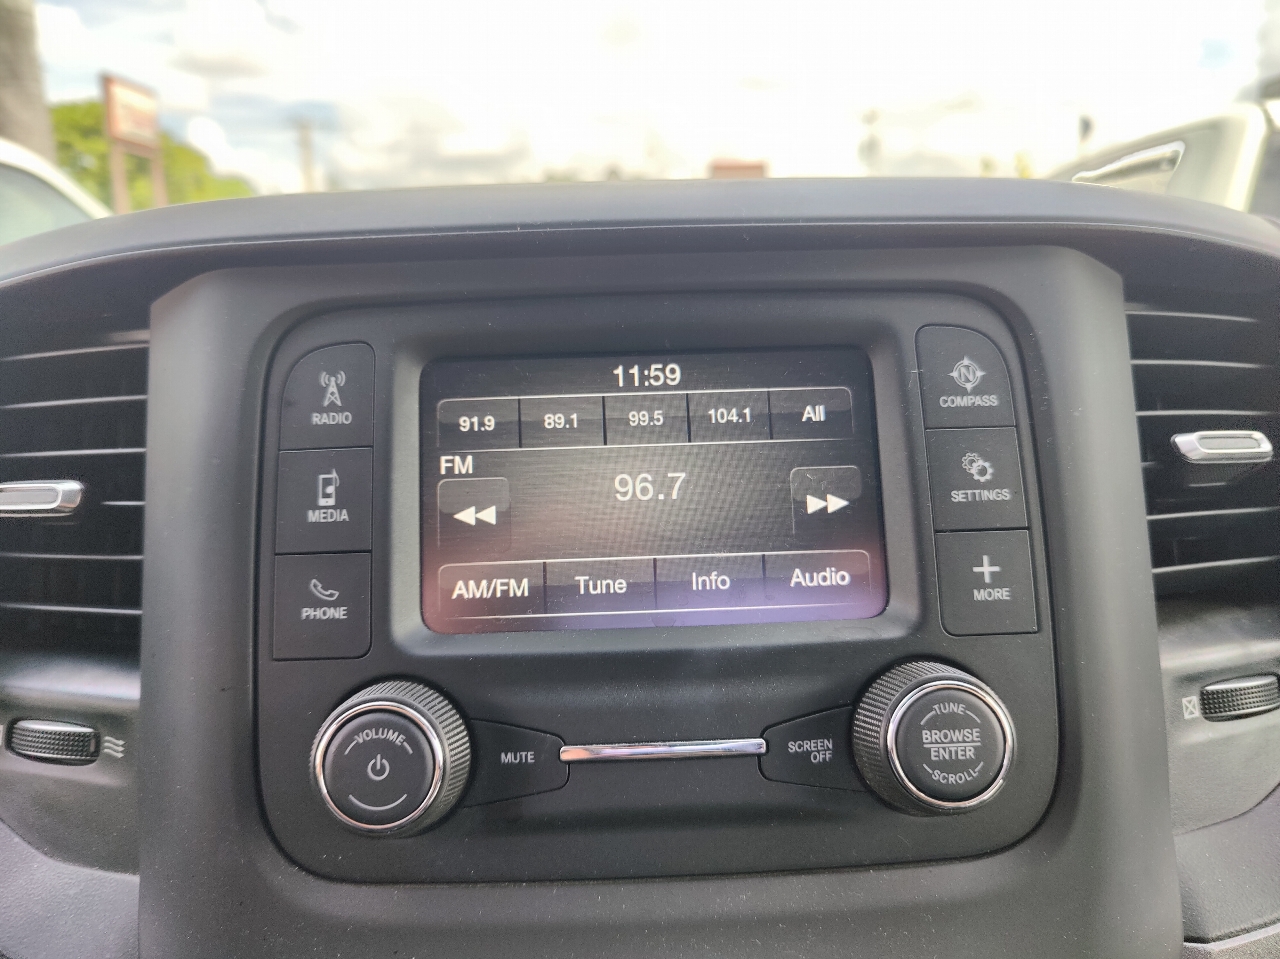 11:59
91.9 89.1 99.5 104.1 All
FM
96.7
AM/FM Tune Info Audio
RADIO
MEDIA
PHONE
N
COMPASS
SETTINGS
MORE
VOLUME
MUTE
SCREEN
OFF
TUNE
BROWSE
ENTER
SCROLL